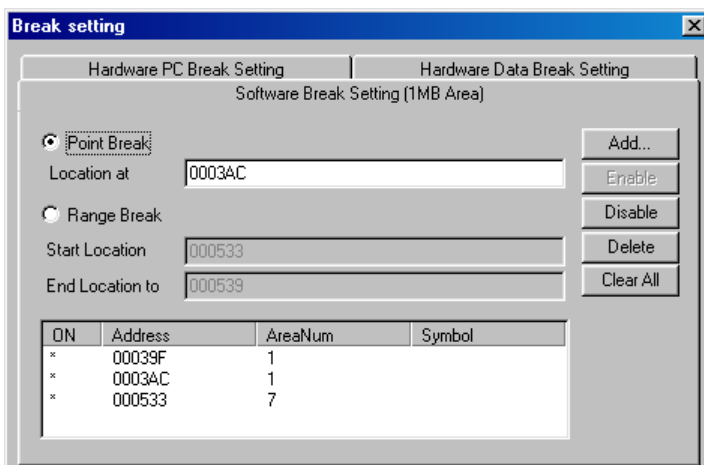 Break setting
Hardware PC Break Setting Hardware Data Break Setting
Software Break Setting (1MB Area)
Point Break
Add...
Location at 0003AC
Enable
Range Break
Disable
Start Location 000533
Delete
End Location to 000539
Clear All
ON Address AreaNum Symbol
* 00039F 1
* 0003AC 1
* 000533 7